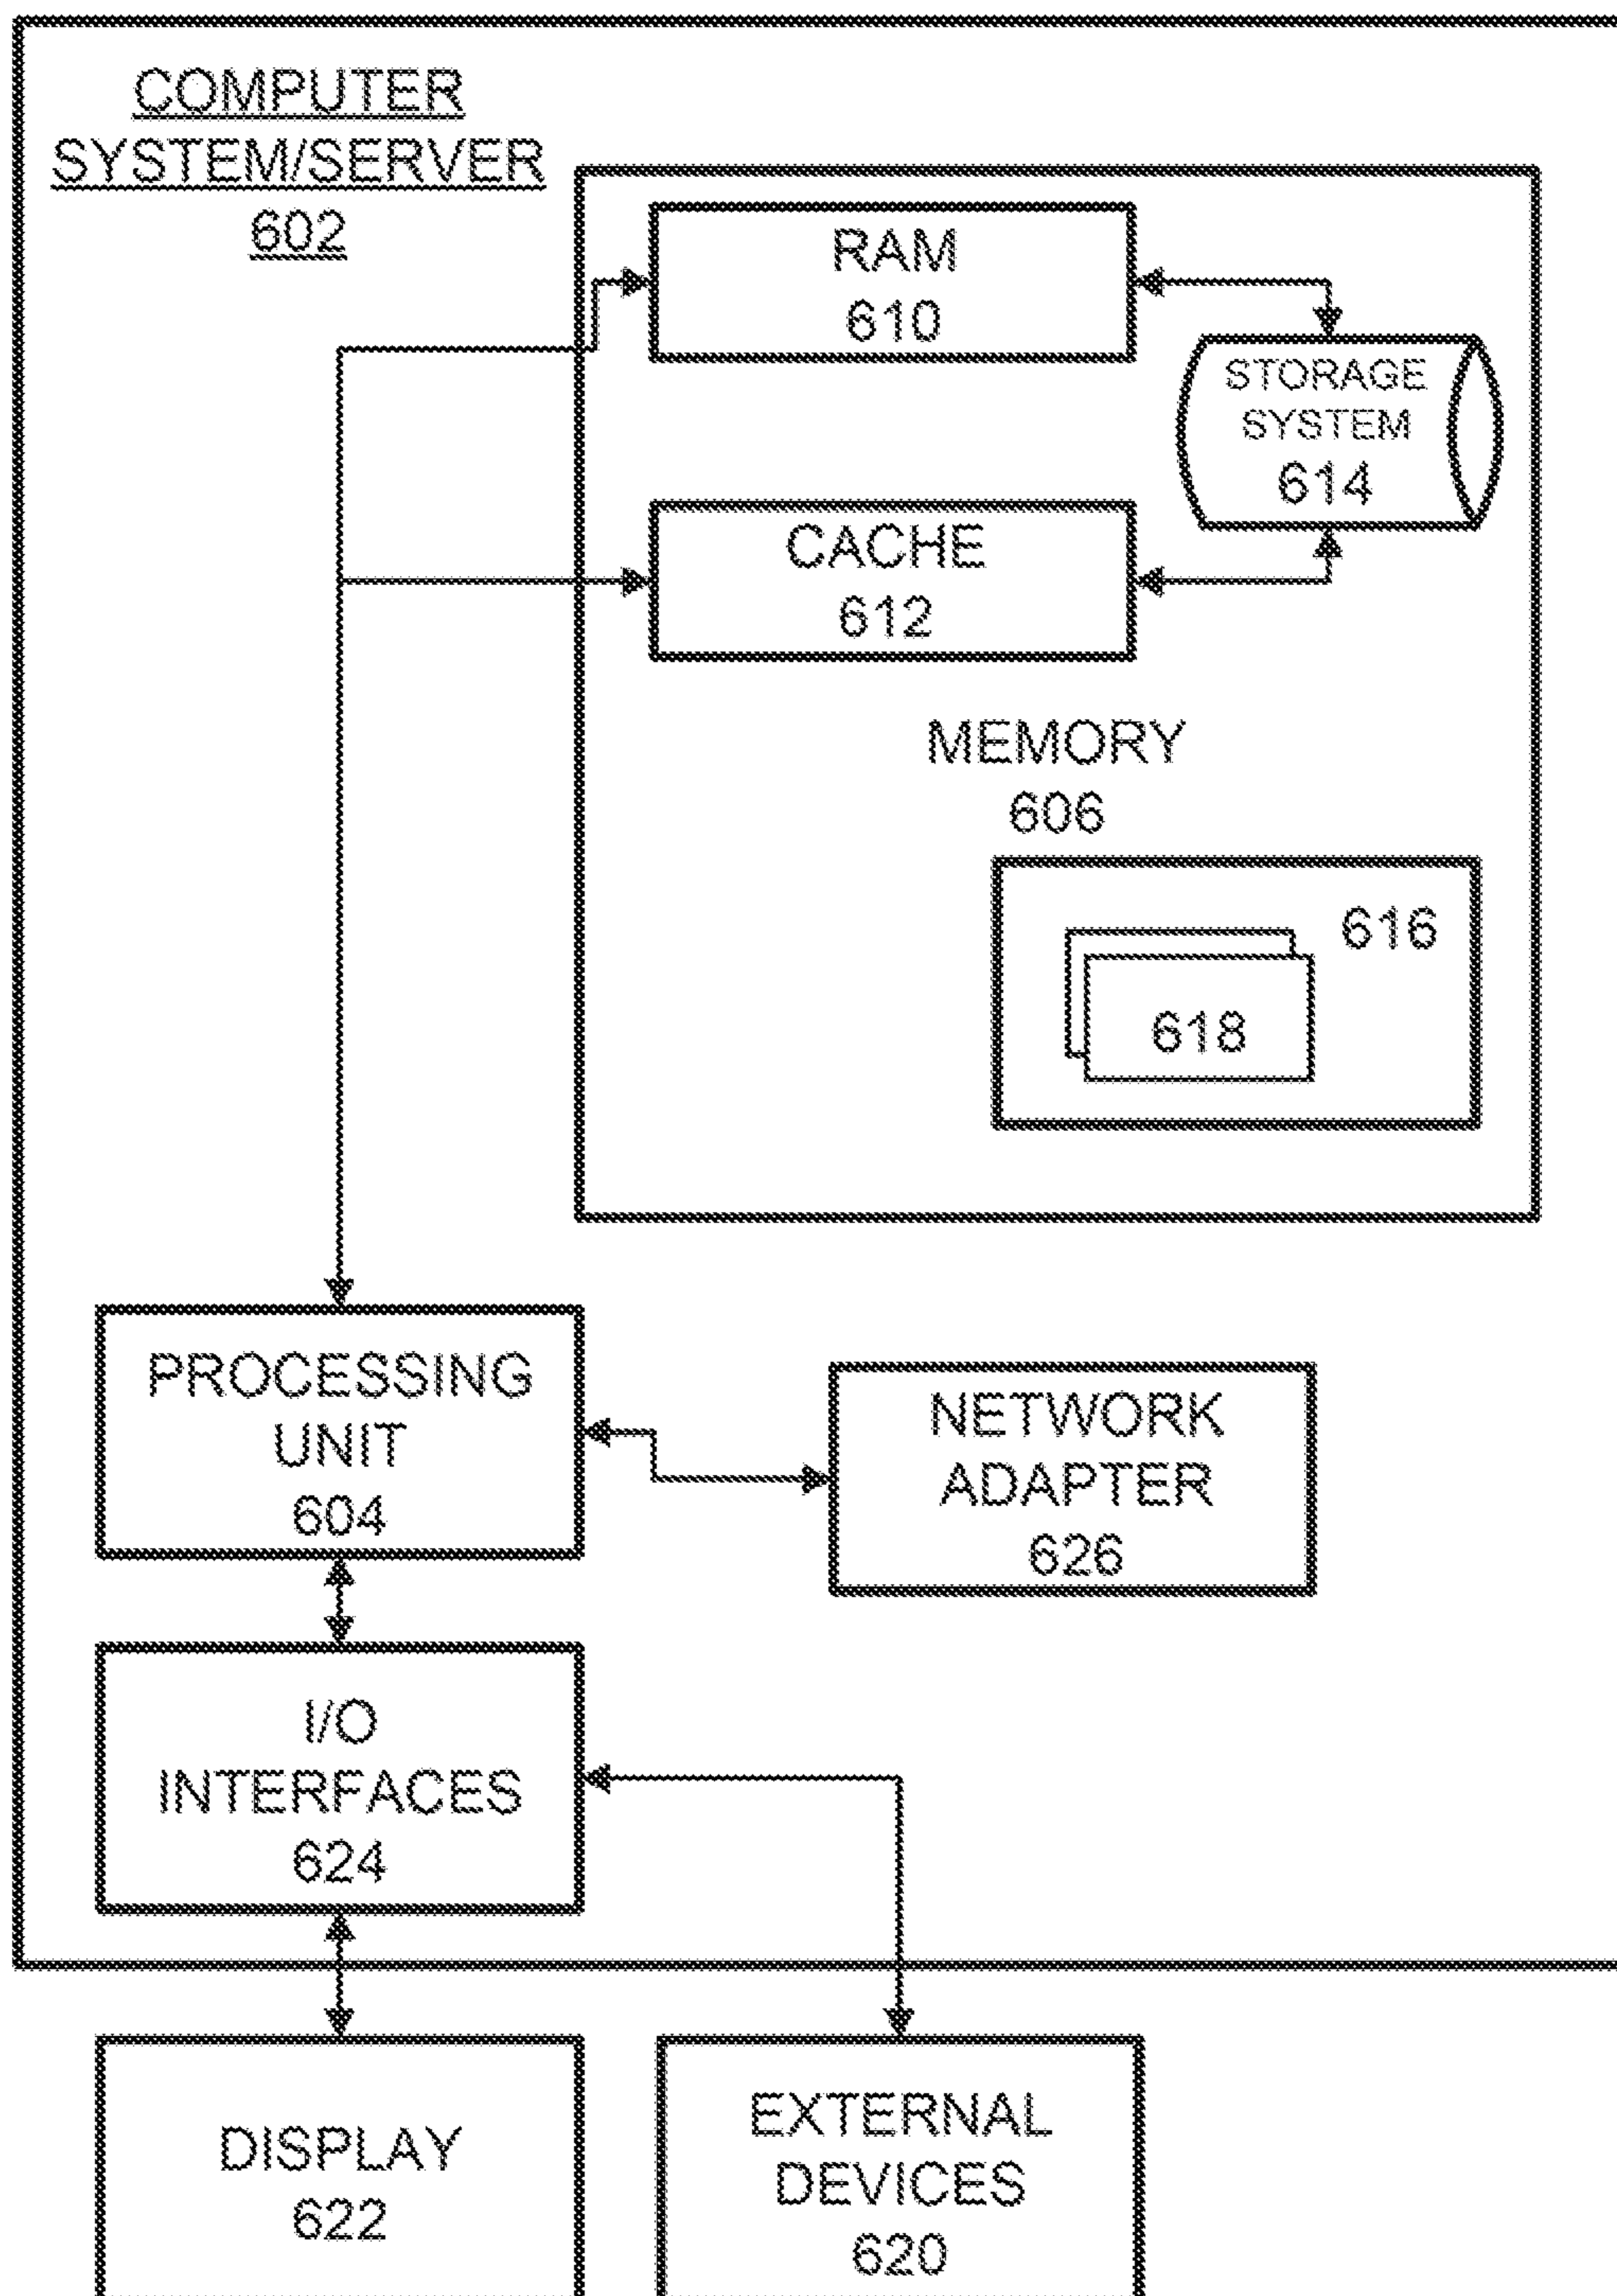 COMPUTER
SYSTEM/SERVER
602
RAM
610
STORAGE
SYSTEM
614
CACHE
612
MEMORY
606
616
618
PROCESSING
UNIT
604
NETWORK
ADAPTER
626
I/O
INTERFACES
624
DISPLAY
622
EXTERNAL
DEVICES
620